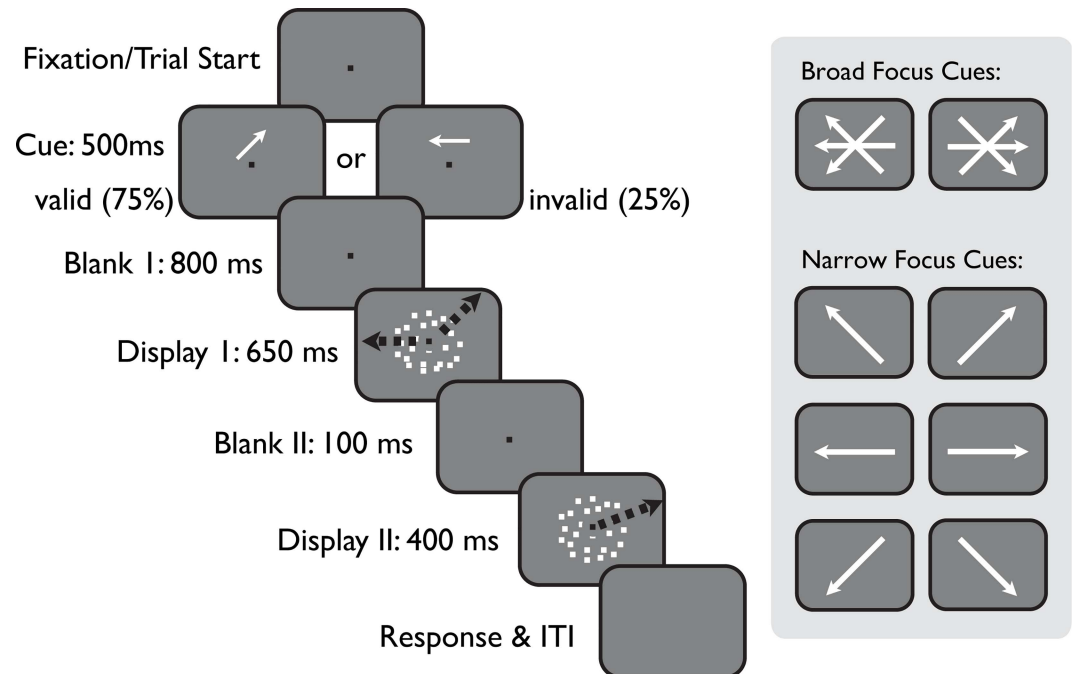 Fixation/Trial Start
Cue: 500ms
or
valid (75%)
invalid (25%)
Blank I: 800 ms
Display I: 650 ms
Blank II: 100 ms
Display II: 400 ms
Response & ITI
Broad Focus Cues:
Narrow Focus Cues: